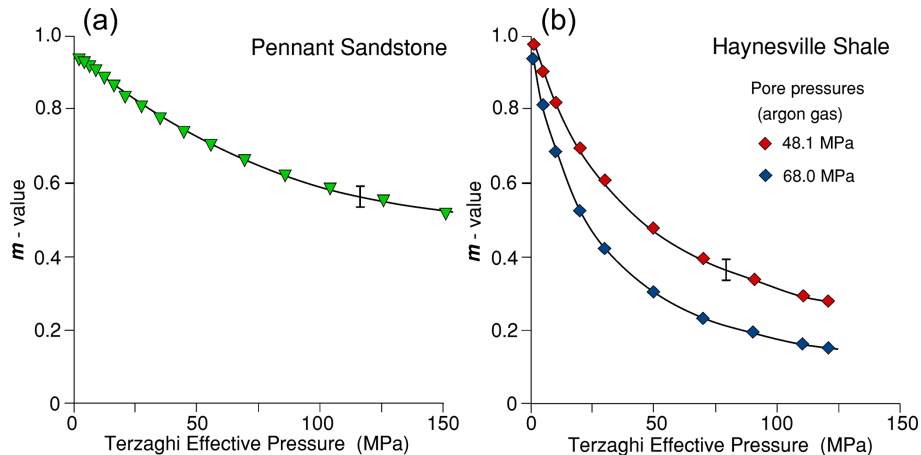 (a)
Pennant Sandstone
1.0
0.8
0.6
0.4
0.2
0
m - value
0 50 100 150
Terzaghi Effective Pressure (MPa)
(b)
Haynesville Shale
Pore pressures
(argon gas)
48.1 MPa
68.0 MPa
1.0
0.8
0.6
0.4
0.2
0
m - value
0 50 100 150
Terzaghi Effective Pressure (MPa)